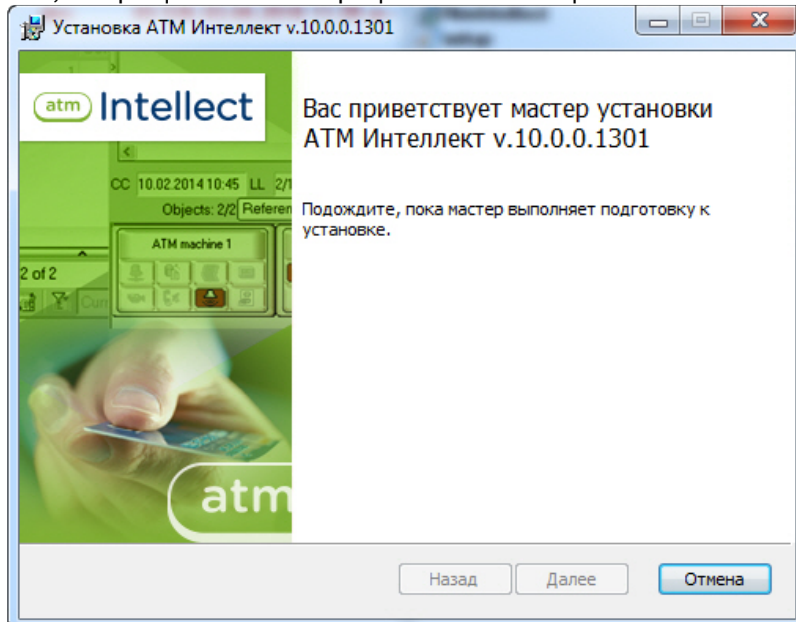 Установка АТМ Интеллект v.10.0.0.1301
atm Intellect
Вас приветствует мастер установки
АТМ Интеллект v.10.0.0.1301
CC 10.02.2014 10:45 LL
Objects: 2/2
Подождите, пока мастер выполняет подготовку к
установке.
ATM machine 1
2 of 2
atm
Назад
Далее
Отмена